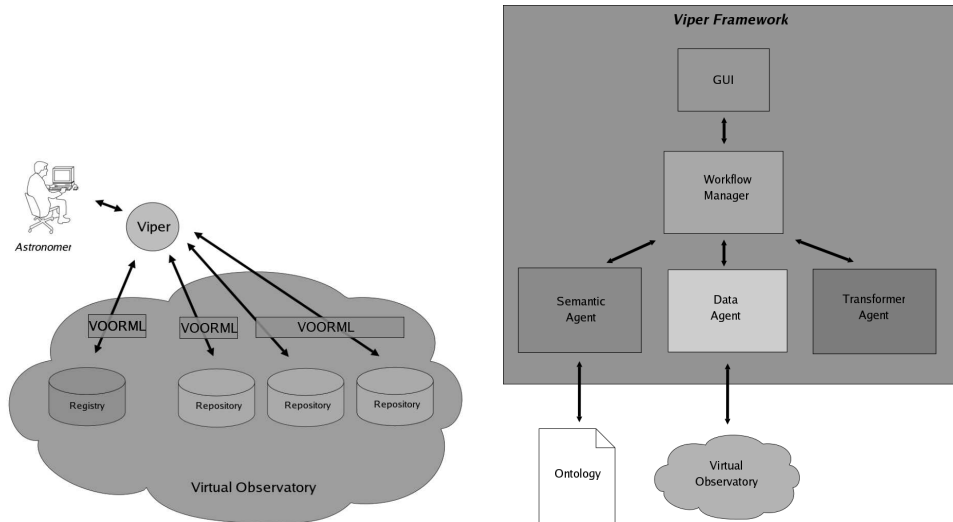 Astronomer
Viper
VOORML
VOORML
VOORML
Registry
Repository
Repository
Repository
Virtual Observatory
Viper Framework
GUI
Workflow
Manager
Semantic
Agent
Data
Agent
Transformer
Agent
Ontology
Virtual
Observatory